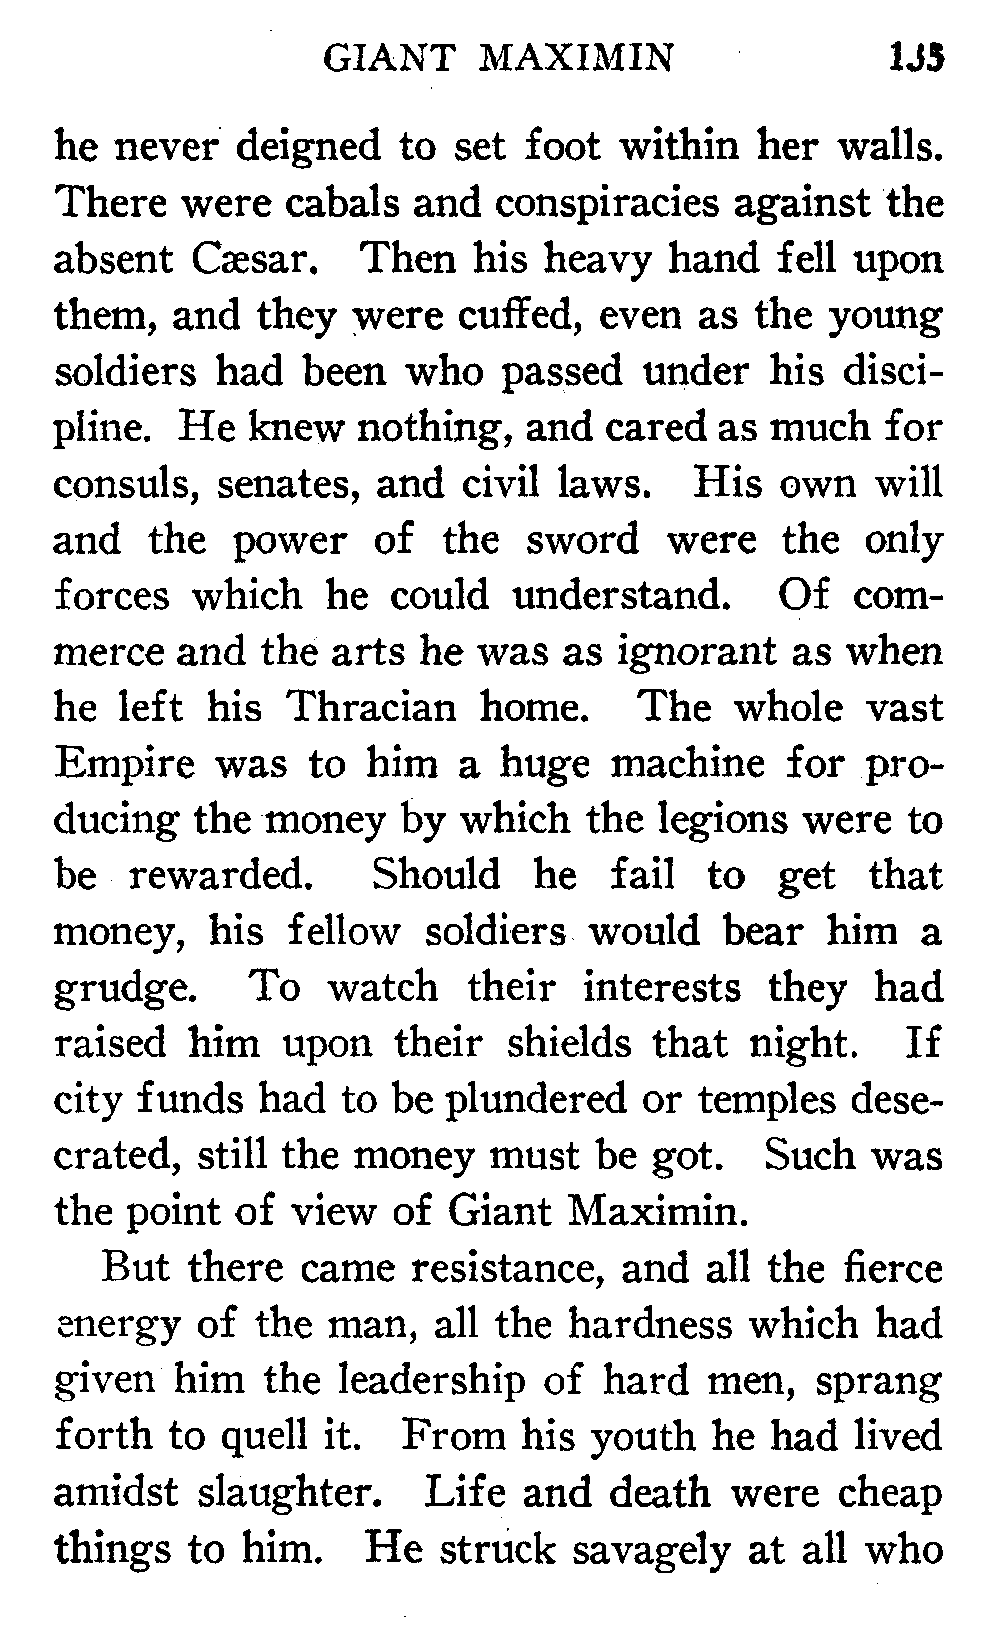 GIANT MAXIMIN 135
he never deigned to set foot within her walls.
There were cabals and conspiracies against the
absent Cæsar. Then his heavy hand fell upon
them, and they were cuffed, even as the young
soldiers had been who passed under his disci-
pline. He knew nothing, and cared as much for
consuls, senates, and civil laws. His own will
and the power of the sword were the only
forces which he could understand. Of com-
merce and the arts he was as ignorant as when
he left his Thracian home. The whole vast
Empire was to him a huge machine for pro-
ducing the money by which the legions were to
be rewarded. Should he fail to get that
money, his fellow soldiers would bear him a
grudge. To watch their interests they had
raised him upon their shields that night. If
city funds had to be plundered or temples dese-
crated, still the money must be got. Such was
the point of view of Giant Maximin.
But there came resistance, and all the fierce
energy of the man, all the hardness which had
given him the leadership of hard men, sprang
forth to quell it. From his youth he had lived
amidst slaughter. Life and death were cheap
things to him. He struck savagely at all who